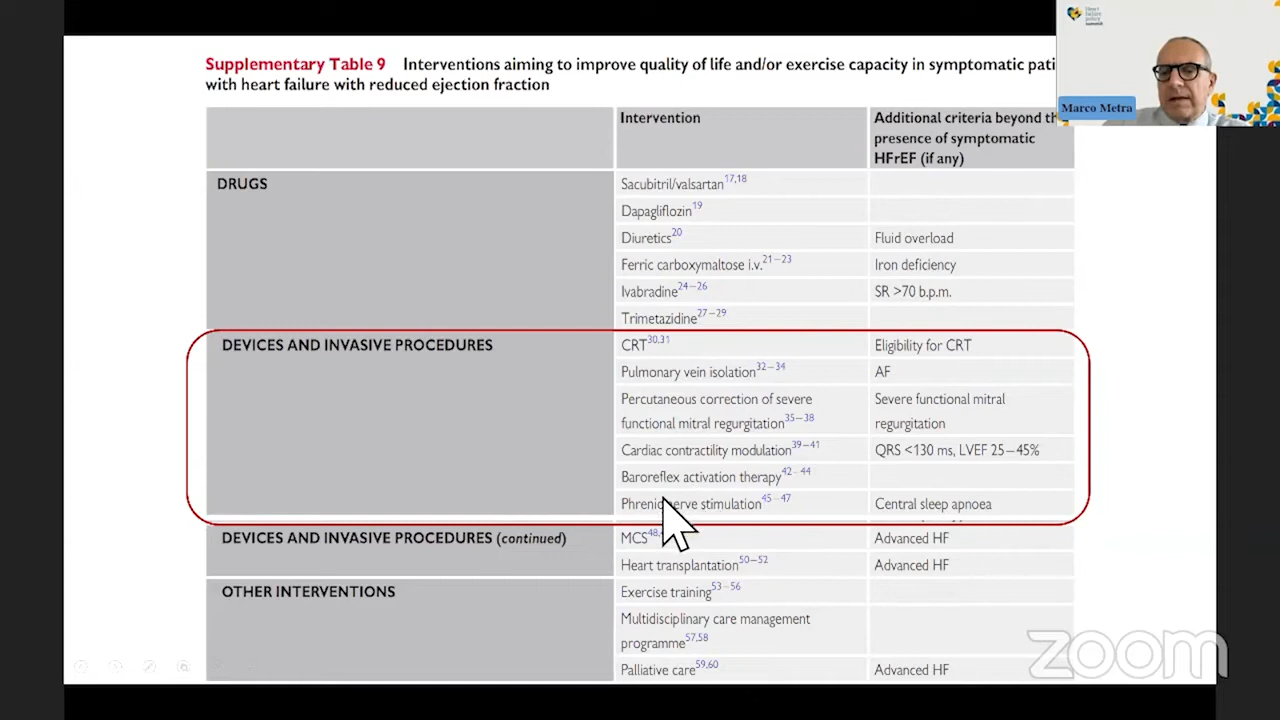 Supplementary Table 9 Interventions aiming to improve quality of life and/or exercise capacity in symptomatic pati
with heart failure with reduced ejection fraction
Heart
failure
policy
summit
Marco Metra
Intervention
Additional criteria beyond th
presence of symptomatic
HFrEF (if any)
DRUGS
Sacubitril/valsartan17,18
Dapagliflozin19
Diuretics20
Fluid overload
Ferric carboxymaltose i.v.21–23
Iron deficiency
Ivabradine24–26
SR >70 b.p.m.
Trimetazidine27–29
DEVICES AND INVASIVE PROCEDURES
CRT30,31
Eligibility for CRT
Pulmonary vein isolation32–34
AF
Percutaneous correction of severe
functional mitral regurgitation35–38
Severe functional mitral
regurgitation
Cardiac contractility modulation39–41
QRS <130 ms, LVEF 25–45%
Baroreflex activation therapy42–44
Phrenic nerve stimulation45–47
Central sleep apnoea
DEVICES AND INVASIVE PROCEDURES (continued)
MCS48,
Advanced HF
Heart transplantation50–52
Advanced HF
OTHER INTERVENTIONS
Exercise training53–56
Multidisciplinary care management
programme57,58
Palliative care59,60
Advanced HF
zoom